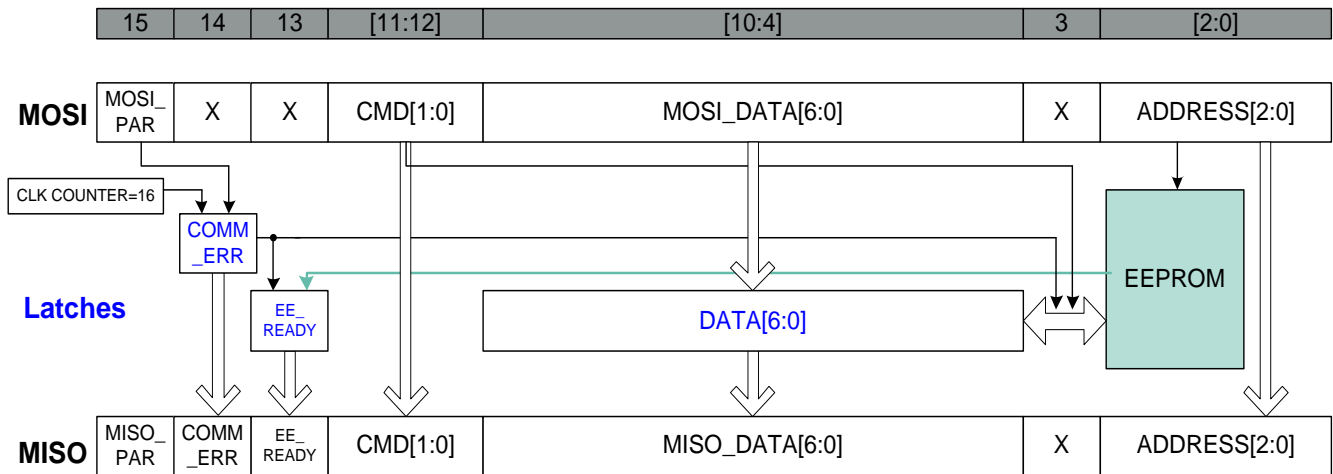 15 14 13 [11:12] [10:4] 3 [2:0]
MOSI MOSI_ X X CMD[1:0] MOSI_DATA[6:0] X ADDRESS[2:0]
PAR
CLK COUNTER=16
COMM
_ERR
EEPROM
Latches
EE_
READY
DATA[6:0]
MISO MISO_ COMM EE_ CMD[1:0] MISO_DATA[6:0] X ADDRESS[2:0]
PAR _ERR READY